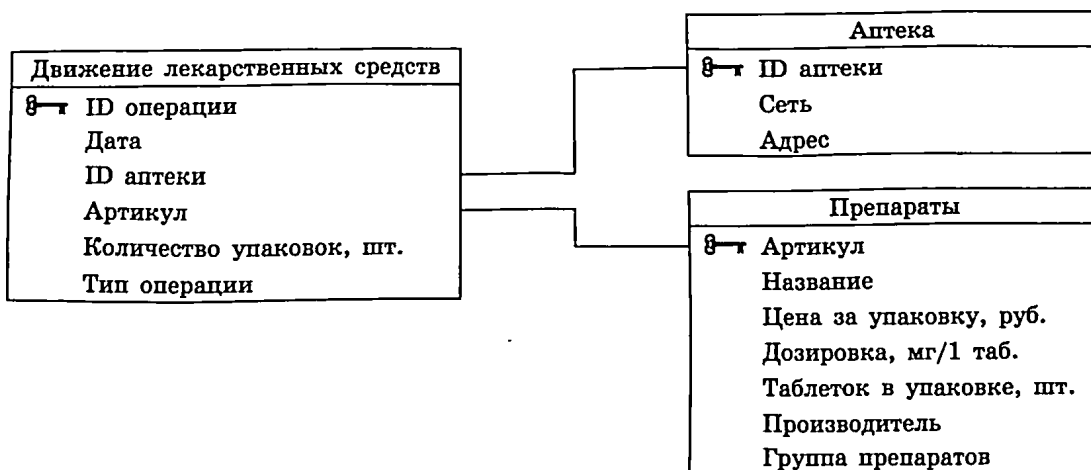 Движение лекарственных средств
ID операции
Дата
ID аптеки
Артикул
Количество упаковок, шт.
Тип операции
Аптека
ID аптеки
Сеть
Адрес
Препараты
Артикул
Название
Цена за упаковку, руб.
Дозировка, мг/1 таб.
Таблеток в упаковке, шт.
Производитель
Группа препаратов